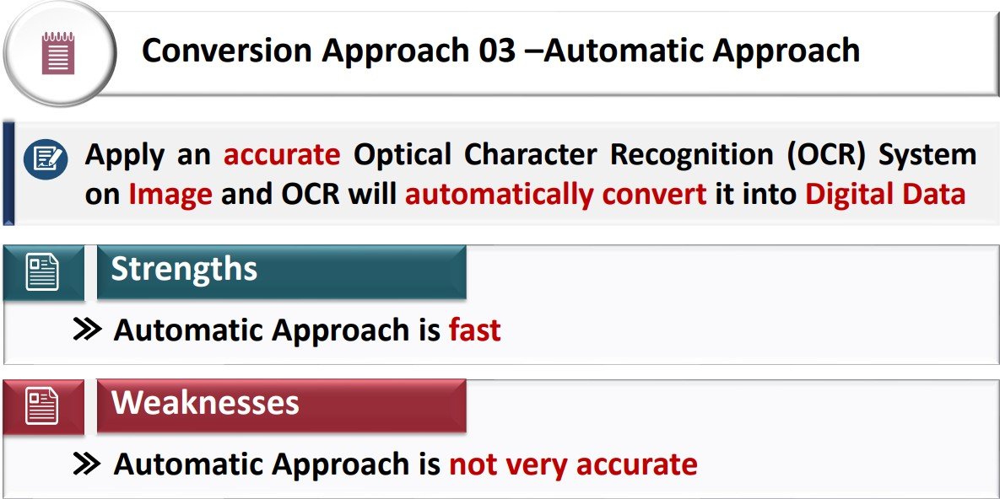 Conversion Approach 03 –Automatic Approach
Apply an accurate Optical Character Recognition (OCR) System
on Image and OCR will automatically convert it into Digital Data
Strengths
Automatic Approach is fast
Weaknesses
Automatic Approach is not very accurate